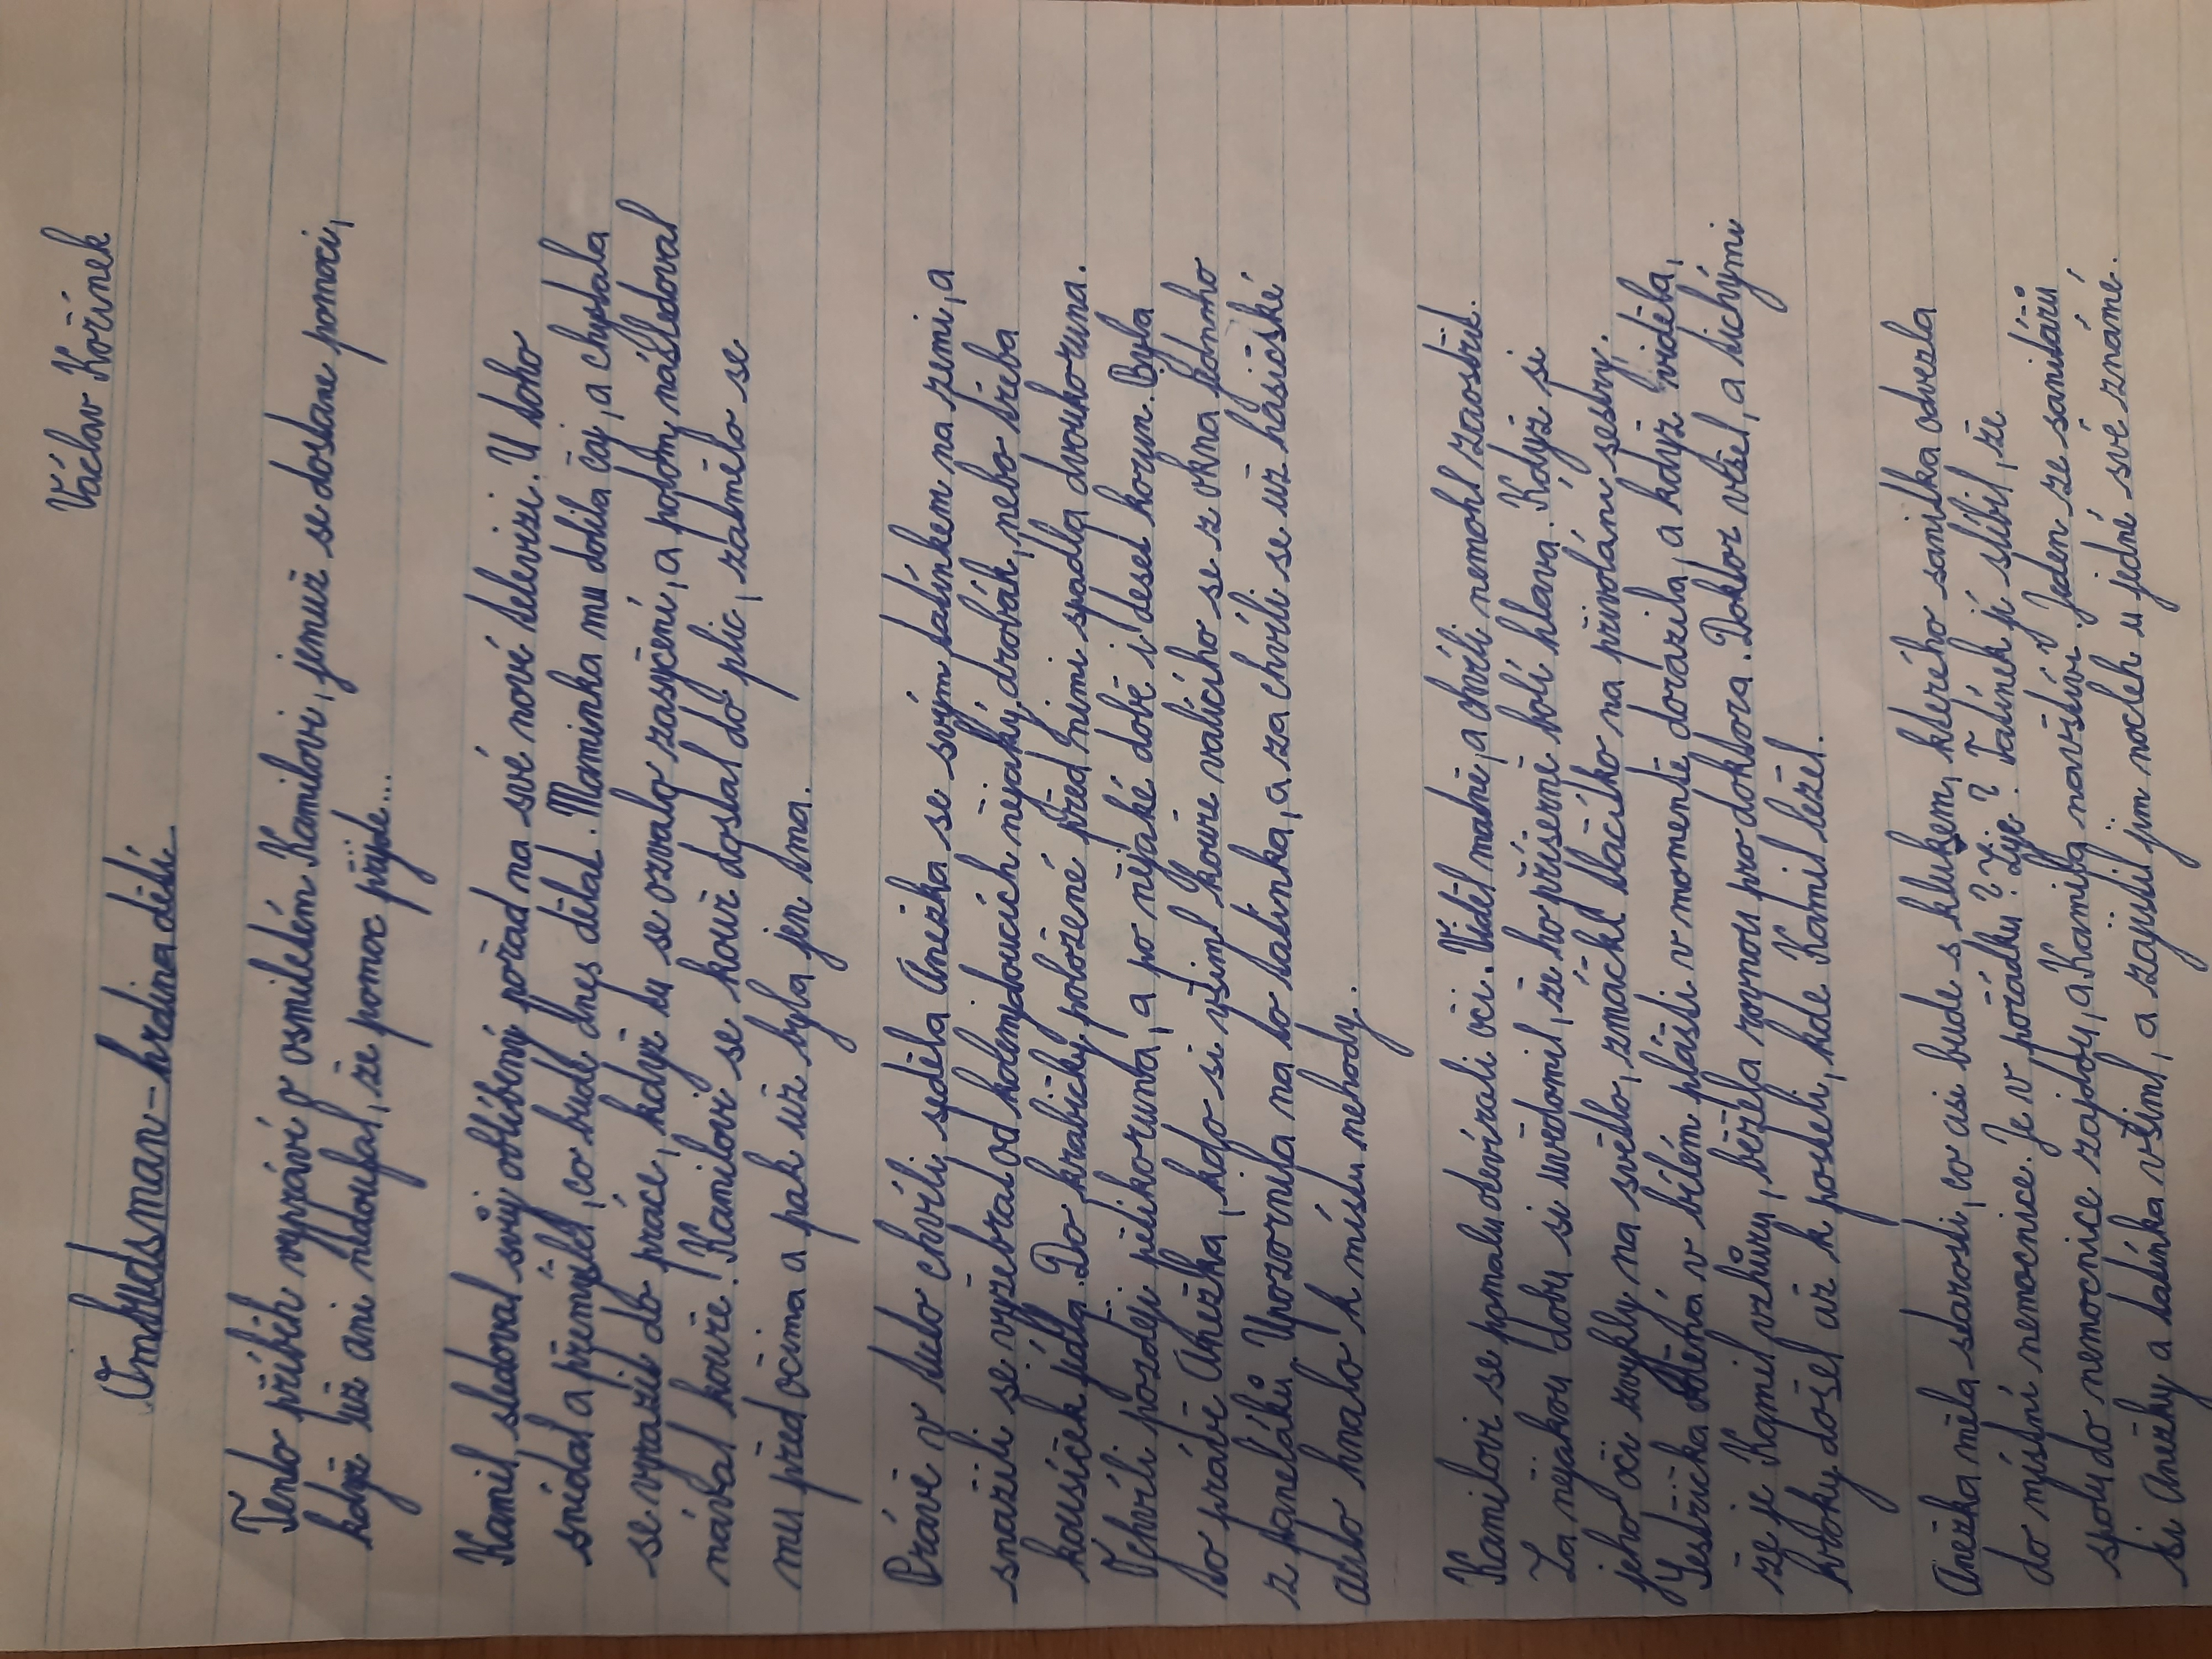 Václav Kořínek
Ombudsman - hrdina dětí
Tento příběh vypráví o osmiletém Kamilovi, jemuž se dostane pomoci,
když už ani nedoufal, že pomoc přijde...
Kamil sledoval svůj oblíbený pořad na své nové televizi. U toho
snídal a přemýšlel, co bude dnes dělat. Maminka mu dolila čaj, a chystala
se vyrazit do práce, když tu se ozvalo zasyčení, a potom následoval
nával kouře! Kamilovi se kouř dostal do plic, zatmělo se
mu před očima a pak už byla jen tma.
Právě v tuto chvíli seděla Anežka se svým tatínkem na zemi, a
snažili se vyžebrat od kolemjdoucích nějaký drobák, nebo třeba
kousíček jídla. Do krabičky položené před nimi spadla dvoukoruna.
O chvíli později pětikoruna, a po nějaké době i deset korun. Byla
to právě Anežka, kdo si všiml kouře valícího se z okna jednoho
z paneláků. Upozornila na to tatínka, a za chvíli se už hasičské
auto hnalo k místu nehody.
Kamilovi se pomalu otevírali oči. Viděl matně, a chvíli nemohl zaostřit.
Za nějakou dobu si uvědomil, že ho příšerně bolí hlava. Když si
jeho oči zvykly na světlo, zmáčkl tlačítko na přivolání sestry.
Sestřička oděná v bílém plášti v momentě dorazila, a když viděla,
že je Kamil vzhůru, běžela rovnou pro doktora. Doktor všel, a tichými
kroky došel až k posteli, kde Kamil ležel.
Anežka měla starosti, co asi bude s klukem, kterého sanitka odvezla
do místní nemocnice. Je v pořádku? Žije? Tatínek jí slíbil, že
spolu do nemocnice zajdou, a Kamila navštíví. Jeden ze sanitářů
si Anežky a tatínka všiml, a zajistil jim nocleh u jedné své známé.